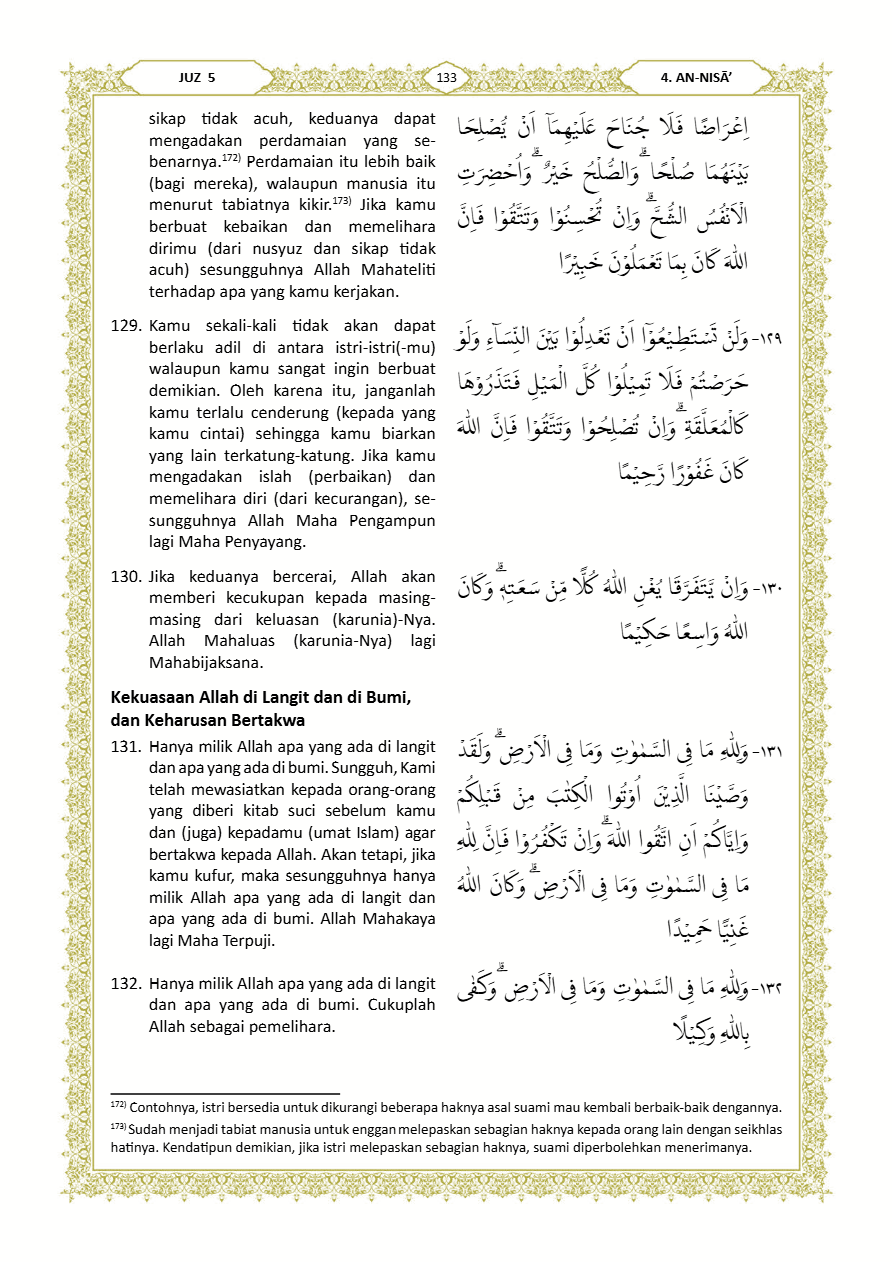 JUZ 5
133
4. AN-NISĀ’
sikap tidak acuh, keduanya dapat
mengadakan perdamaian yang se-
benarnya.172) Perdamaian itu lebih baik
(bagi mereka), walaupun manusia itu
menurut tabiatnya kikir.173) Jika kamu
berbuat kebaikan dan memelihara
dirimu (dari nusyuz dan sikap tidak
acuh) sesungguhnya Allah Mahateliti
terhadap apa yang kamu kerjakan.
اِعْرَاضًا فَلَا جُنَاحَ عَلَيْهِمَآ اَنْ يُّصْلِحَا
بَيْنَهُمَا صُلْحًا ۗوَالصُّلْحُ خَيْرٌ ۗوَاُحْضِرَتِ
الْاَنْفُسُ الشُّحَّۗ وَاِنْ تُحْسِنُوْا وَتَتَّقُوْا فَاِنَّ
اللّٰهَ كَانَ بِمَا تَعْمَلُوْنَ خَبِيْرًا
129. Kamu sekali-kali tidak akan dapat
berlaku adil di antara istri-istri(-mu)
walaupun kamu sangat ingin berbuat
demikian. Oleh karena itu, janganlah
kamu terlalu cenderung (kepada yang
kamu cintai) sehingga kamu biarkan
yang lain terkatung-katung. Jika kamu
mengadakan islah (perbaikan) dan
memelihara diri (dari kecurangan), se-
sungguhnya Allah Maha Pengampun
lagi Maha Penyayang.
١٢٩- وَلَنْ تَسْتَطِيْعُوْٓا اَنْ تَعْدِلُوْا بَيْنَ النِّسَاۤءِ وَلَوْ
حَرَصْتُمْ فَلَا تَمِيْلُوْا كُلَّ الْمَيْلِ فَتَذَرُوْهَا
كَالْمُعَلَّقَةِ ۗوَاِنْ تُصْلِحُوْا وَتَتَّقُوْا فَاِنَّ اللّٰهَ
كَانَ غَفُوْرًا رَّحِيْمًا
130. Jika keduanya bercerai, Allah akan
memberi kecukupan kepada masing-
masing dari keluasan (karunia)-Nya.
Allah Mahaluas (karunia-Nya) lagi
Mahabijaksana.
١٣٠- وَاِنْ يَّتَفَرَّقَا يُغْنِ اللّٰهُ كُلًّا مِّنْ سَعَتِهٖۗ وَكَانَ
اللّٰهُ وَاسِعًا حَكِيْمًا
Kekuasaan Allah di Langit dan di Bumi,
dan Keharusan Bertakwa
131. Hanya milik Allah apa yang ada di langit
dan apa yang ada di bumi. Sungguh, Kami
telah mewasiatkan kepada orang-orang
yang diberi kitab suci sebelum kamu
dan (juga) kepadamu (umat Islam) agar
bertakwa kepada Allah. Akan tetapi, jika
kamu kufur, maka sesungguhnya hanya
milik Allah apa yang ada di langit dan
apa yang ada di bumi. Allah Mahakaya
lagi Maha Terpuji.
١٣١- وَلِلّٰهِ مَا فِى السَّمٰوٰتِ وَمَا فِى الْاَرْضِۗ وَلَقَدْ
وَصَّيْنَا الَّذِيْنَ اُوْتُوا الْكِتٰبَ مِنْ قَبْلِكُمْ
وَاِيَّاكُمْ اَنِ اتَّقُوا اللّٰهَ ۗوَاِنْ تَكْفُرُوْا فَاِنَّ لِلّٰهِ
مَا فِى السَّمٰوٰتِ وَمَا فِى الْاَرْضِۗ وَكَانَ اللّٰهُ
غَنِيًّا حَمِيْدًا
132. Hanya milik Allah apa yang ada di langit
dan apa yang ada di bumi. Cukuplah
Allah sebagai pemelihara.
١٣٢- وَلِلّٰهِ مَا فِى السَّمٰوٰتِ وَمَا فِى الْاَرْضِ ۗوَكَفٰى
بِاللّٰهِ وَكِيْلًا
172) Contohnya, istri bersedia untuk dikurangi beberapa haknya asal suami mau kembali berbaik-baik dengannya.
173) Sudah menjadi tabiat manusia untuk enggan melepaskan sebagian haknya kepada orang lain dengan seikhlas
hatinya. Kendatipun demikian, jika istri melepaskan sebagian haknya, suami diperbolehkan menerimanya.